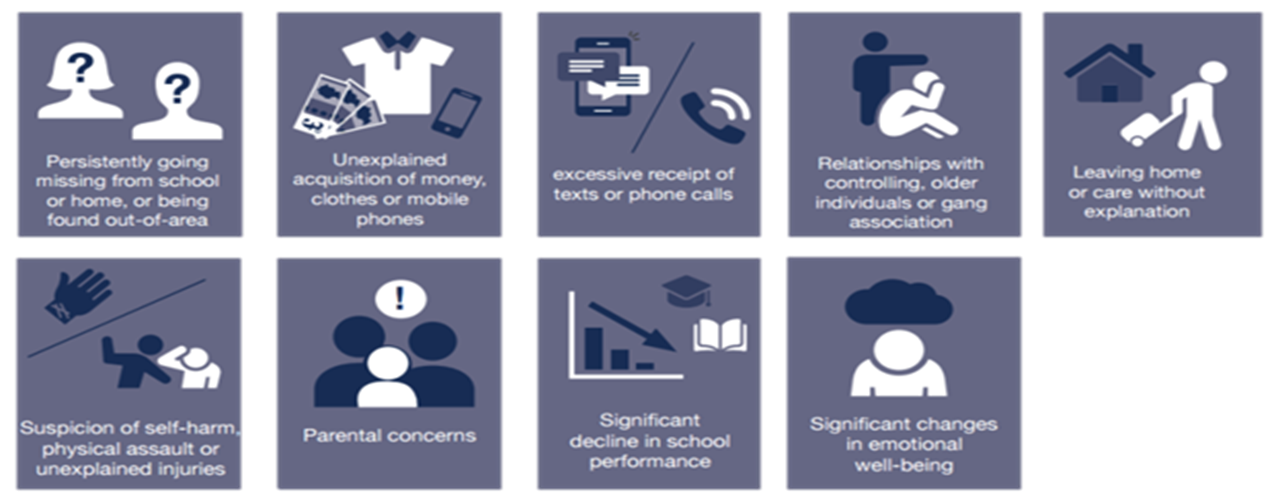 ?
?
Persistently going
missing from school
or home, or being
found out-of-area
Unexplained
acquisition of money,
clothes or mobile
phones
excessive receipt of
texts or phone calls
Relationships with
controlling, older
individuals or gang
association
Leaving home
or care without
explanation
Suspicion of self-harm,
physical assault or
unexplained injuries
!
Parental concerns
Significant
decline in school
performance
Significant changes
in emotional
well-being